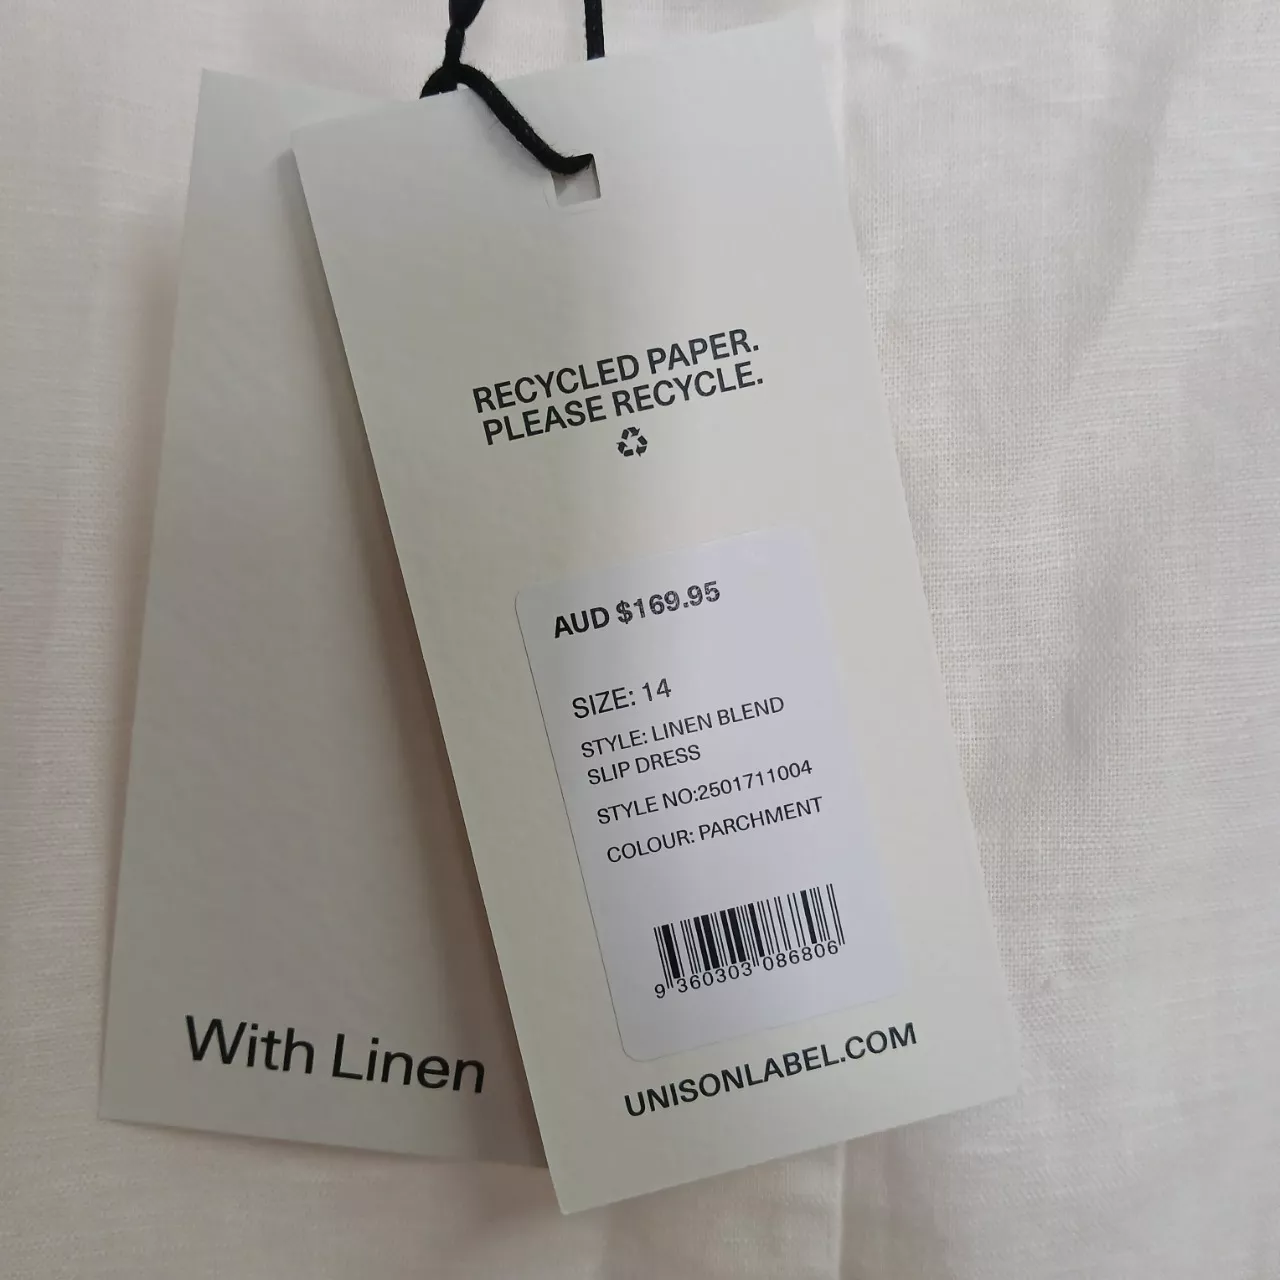 RECYCLED PAPER.
PLEASE RECYCLE.
AUD $169.95
SIZE: 14
STYLE: LINEN BLEND
SLIP DRESS
STYLE NO:2501711004
COLOUR: PARCHMENT
9 360303 086806
UNISONLABEL.COM
With Linen